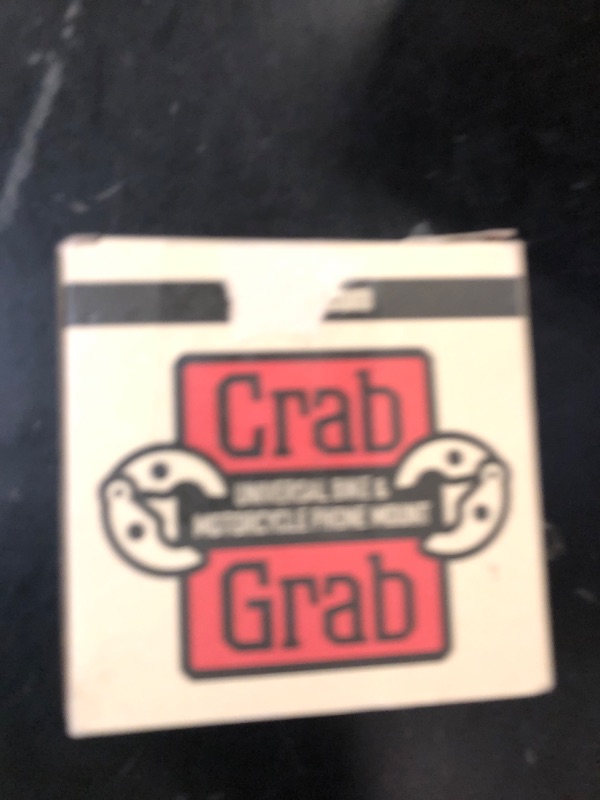 Crab
UNIVERSAL BIKE &
MOTORCYCLE PHONE MOUNT
Grab